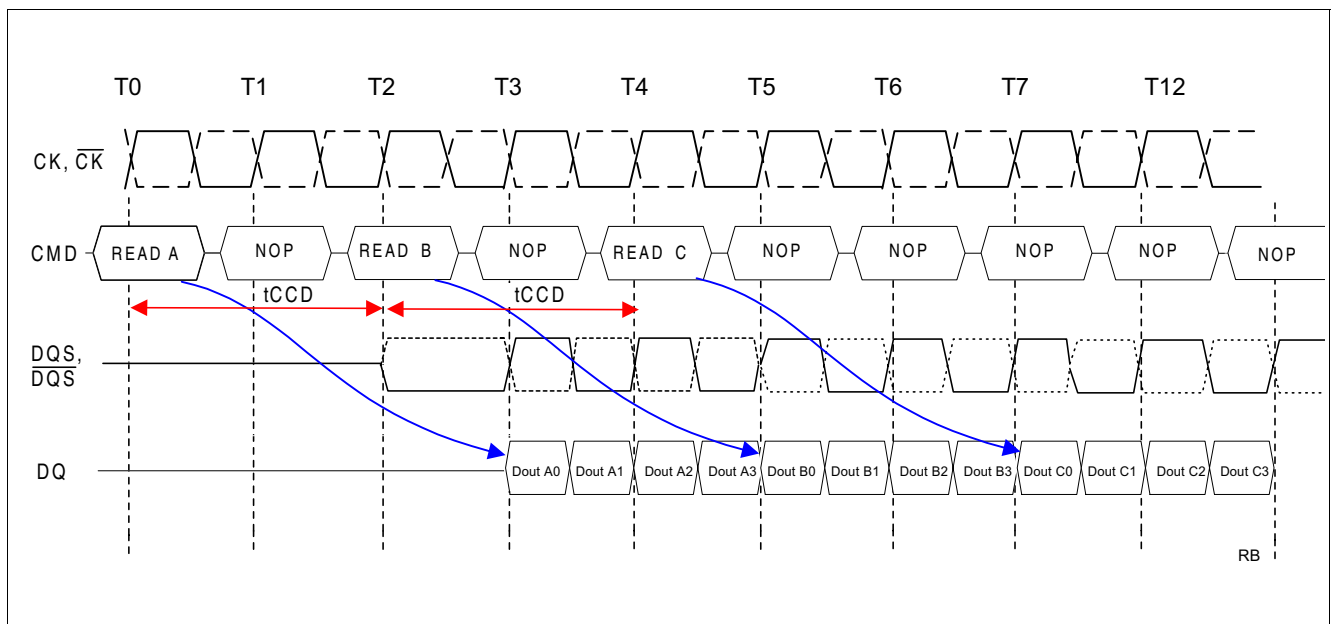 T0 T1 T2 T3 T4 T5 T6 T7 T12
CK, CK
CMD READ A NOP READ B NOP READ C NOP NOP NOP NOP NOP
tCCD tCCD
DQS,
DQS
DQ Dout A0 Dout A1 Dout A2 Dout A3 Dout B0 Dout B1 Dout B2 Dout B3 Dout C0 Dout C1 Dout C2 Dout C3
RB